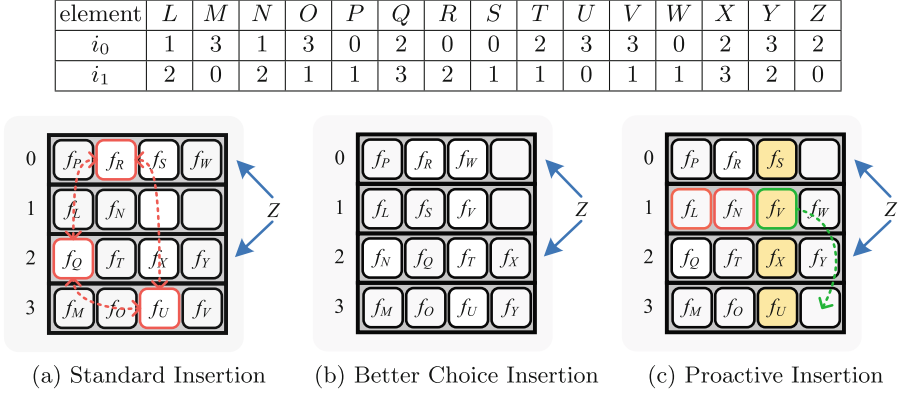 element L M N O P Q R S T U V W X Y Z
i0 1 3 1 3 0 2 0 0 2 3 3 0 2 3 2
i1 2 0 2 1 1 3 2 1 1 0 1 1 3 2 0
0 fP fR fS fW
1 fL fN
2 fQ fT fX fY
3 fM fO fU fV
Z
(a) Standard Insertion
0 fP fR fW
1 fL fS fV
2 fN fQ fT fX
3 fM fO fU fY
Z
(b) Better Choice Insertion
0 fP fR fS
1 fL fN fV fW
2 fQ fT fX fY
3 fM fO fU
Z
(c) Proactive Insertion